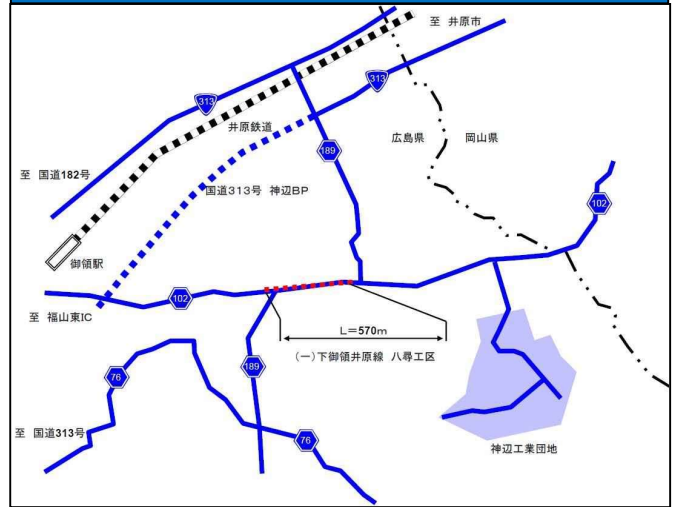 至 井原市
313
313
井原鉄道
広島県
岡山県
189
至 国道182号
国道313号 神辺BP
102
御領駅
102
至 福山東IC
L=570m
(一)下御領井原線 八尋工区
76
189
至 国道313号
76
神辺工業団地